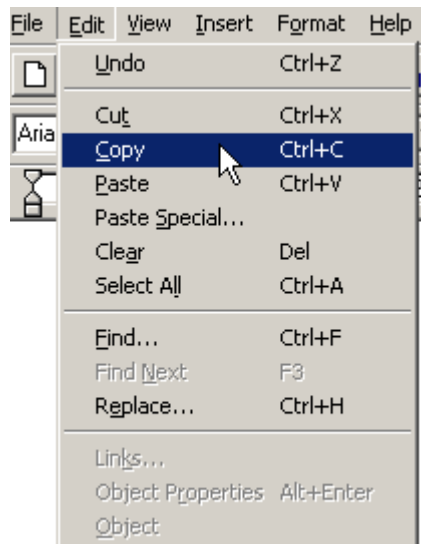 File Edit View Insert Format Help
Undo Ctrl+Z
Cut Ctrl+X
Aria
Copy Ctrl+C
Paste Ctrl+V
Paste Special...
Clear Del
Select All Ctrl+A
Find... Ctrl+F
Find Next F3
Replace... Ctrl+H
Links...
Object Properties Alt+Enter
Object